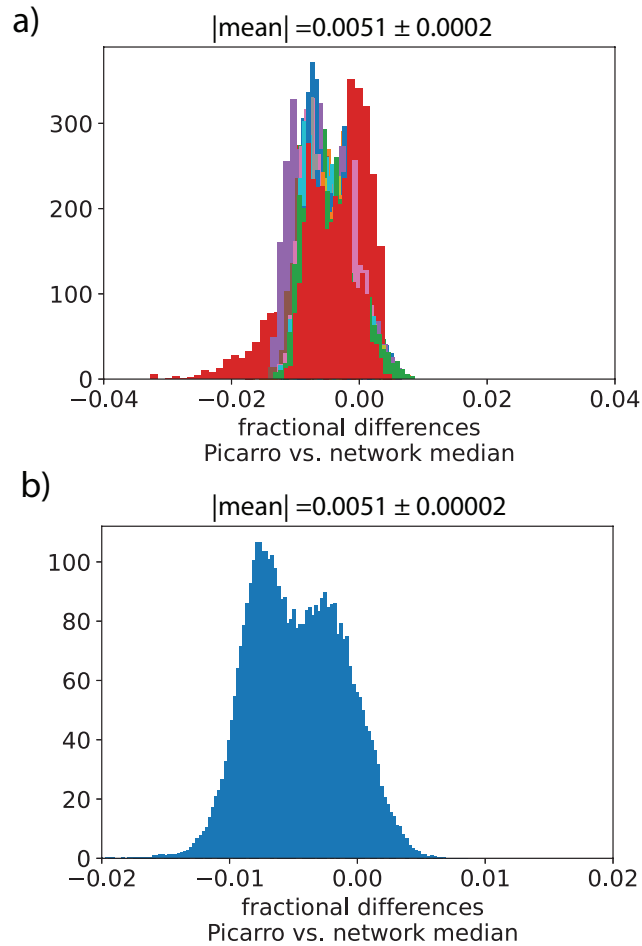 a)
|mean| =0.0051 ± 0.0002
300
200
100
0
−0.04 −0.02 0.00 0.02 0.04
fractional differences
Picarro vs. network median
b)
|mean| =0.0051 ± 0.00002
100
80
60
40
20
0
−0.02 −0.01 0.00 0.01 0.02
fractional differences
Picarro vs. network median